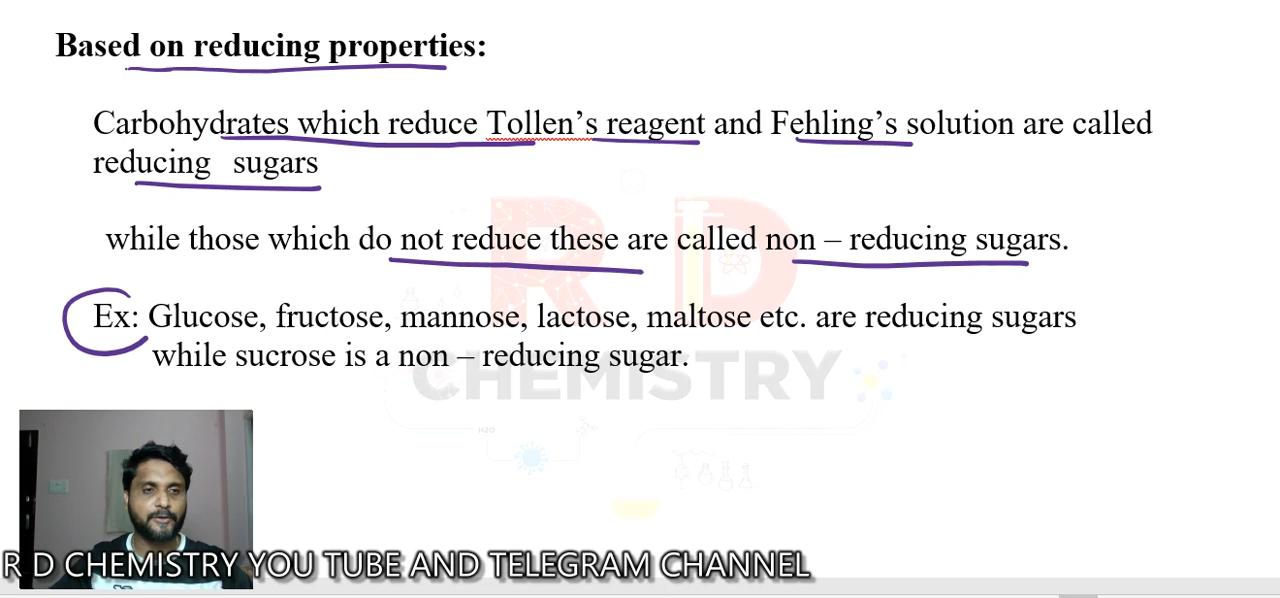 Based on reducing properties:
Carbohydrates which reduce Tollen’s reagent and Fehling’s solution are called
reducing sugars
while those which do not reduce these are called non – reducing sugars.
Ex: Glucose, fructose, mannose, lactose, maltose etc. are reducing sugars
while sucrose is a non – reducing sugar.
R D
CHEMISTRY
H2O
R D CHEMISTRY YOU TUBE AND TELEGRAM CHANNEL